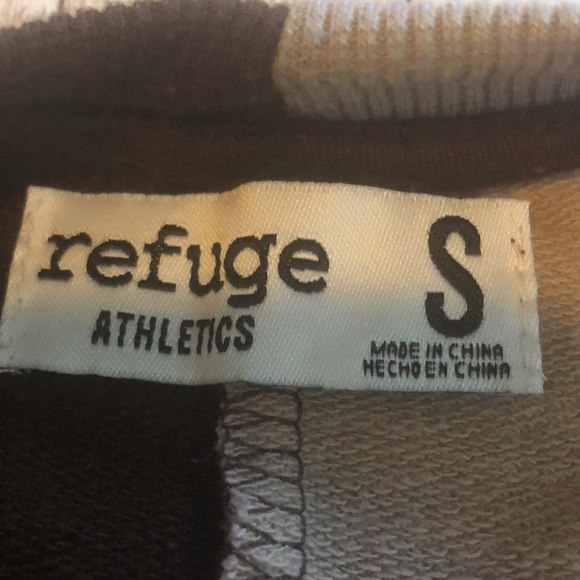 refuge
ATHLETICS
S
MADE IN CHINA
HECHO EN CHINA